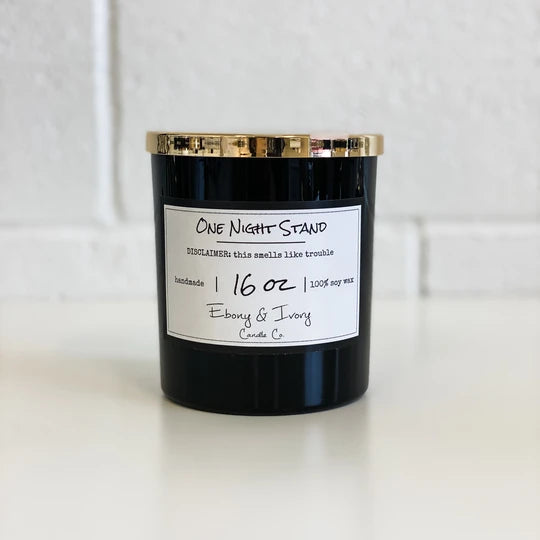 One Night Stand
DISCLAIMER: this smells like trouble
handmade | 16 oz | 100% soy wax
Ebony & Ivory
Candle Co.